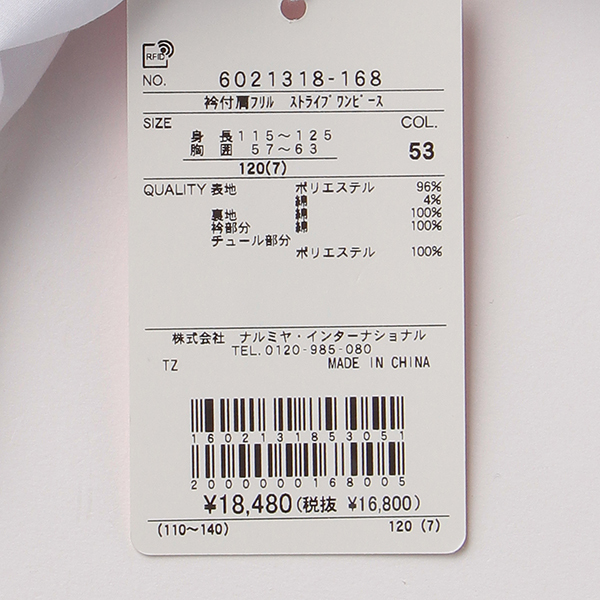 RFID
NO. 6021318-168
衿付肩フリル ストライプワンピース
SIZE COL.
身長 115～125
胸囲 57～63 53
120(7)
QUALITY 表地 ポリエステル 96%
綿 4%
裏地 綿 100%
衿部分 綿 100%
チュール部分
ポリエステル 100%
株式会社 ナルミヤ・インターナショナル
TEL.0120-985-080
TZ MADE IN CHINA
1602131853051
2000000168005
¥18,480(税抜 ¥16,800)
(110～140) 120 (7)